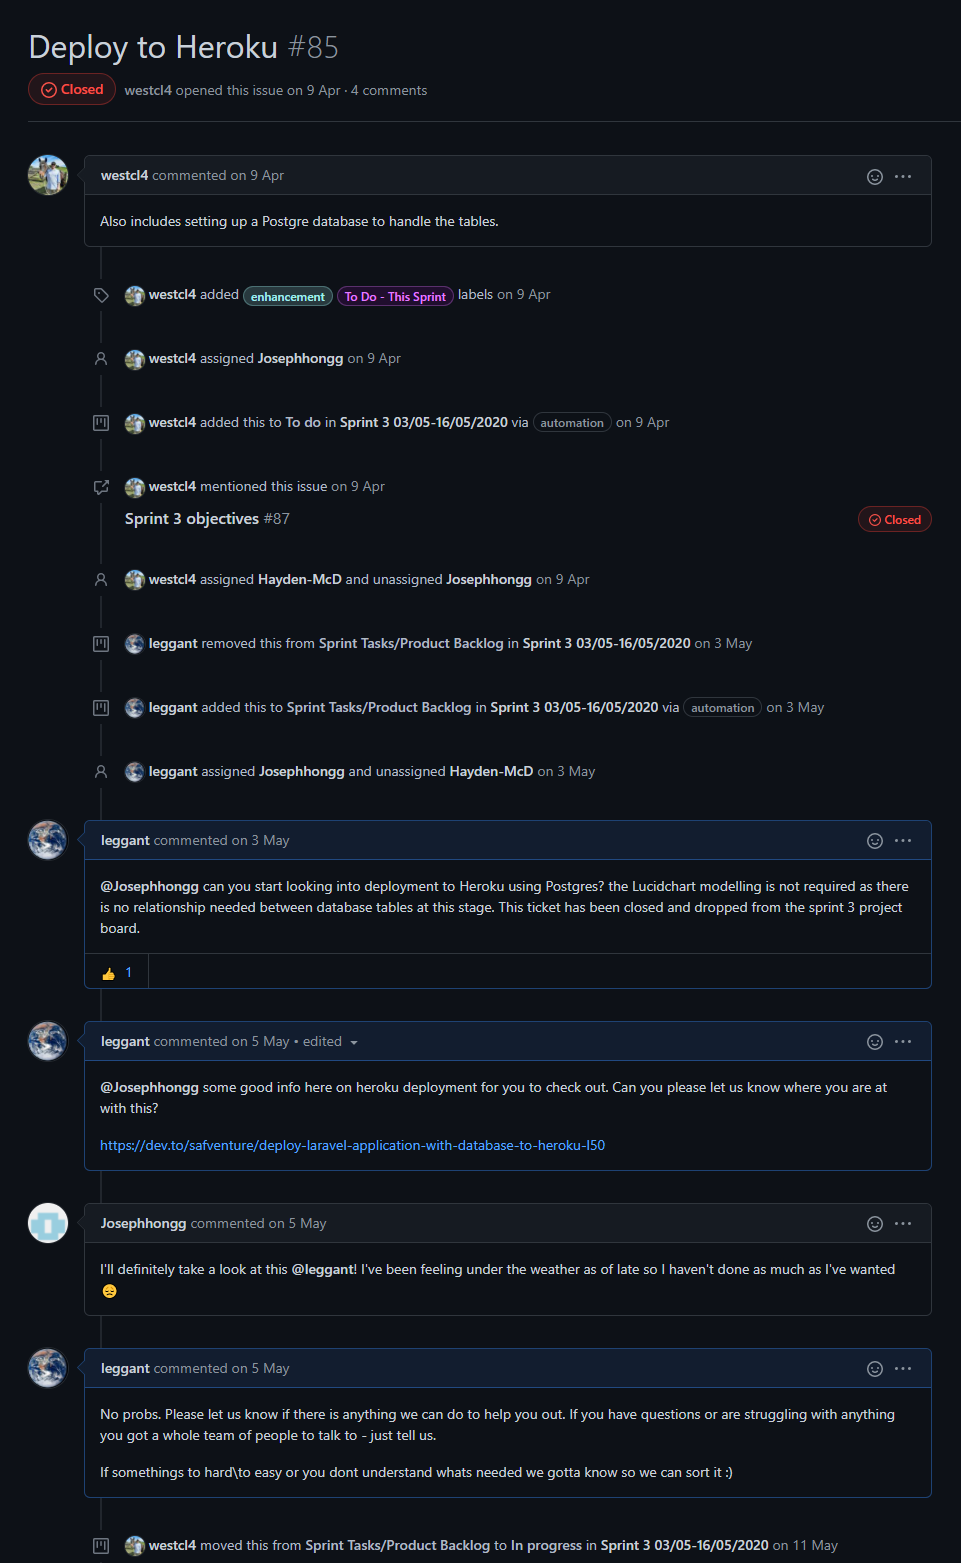 Deploy to Heroku #85
Closed westcl4 opened this issue on 9 Apr · 4 comments
westcl4 commented on 9 Apr
Also includes setting up a Postgre database to handle the tables.
westcl4 added enhancement To Do - This Sprint labels on 9 Apr
westcl4 assigned Josephhongg on 9 Apr
westcl4 added this to To do in Sprint 3 03/05-16/05/2020 via automation on 9 Apr
westcl4 mentioned this issue on 9 Apr
Sprint 3 objectives #87 Closed
westcl4 assigned Hayden-McD and unassigned Josephhongg on 9 Apr
leggant removed this from Sprint Tasks/Product Backlog in Sprint 3 03/05-16/05/2020 on 3 May
leggant added this to Sprint Tasks/Product Backlog in Sprint 3 03/05-16/05/2020 via automation on 3 May
leggant assigned Josephhongg and unassigned Hayden-McD on 3 May
leggant commented on 3 May
@Josephhongg can you start looking into deployment to Heroku using Postgres? the Lucidchart modelling is not required as there
is no relationship needed between database tables at this stage. This ticket has been closed and dropped from the sprint 3 project
board.
👍 1
leggant commented on 5 May • edited
@Josephhongg some good info here on heroku deployment for you to check out. Can you please let us know where you are at
with this?
https://dev.to/safventure/deploy-laravel-application-with-database-to-heroku-l50
Josephhongg commented on 5 May
I'll definitely take a look at this @leggant! I've been feeling under the weather as of late so I haven't done as much as I've wanted
😔
leggant commented on 5 May
No probs. Please let us know if there is anything we can do to help you out. If you have questions or are struggling with anything
you got a whole team of people to talk to - just tell us.
If somethings to hard\to easy or you dont understand whats needed we gotta know so we can sort it :)
westcl4 moved this from Sprint Tasks/Product Backlog to In progress in Sprint 3 03/05-16/05/2020 on 11 May